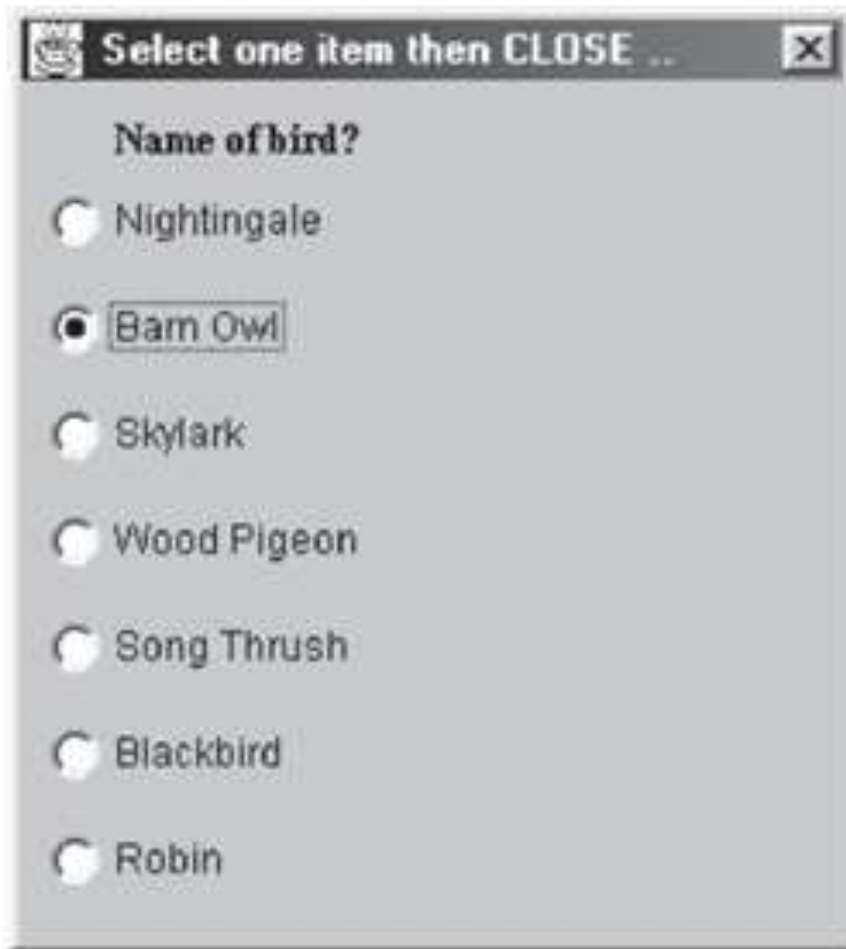 Select one item then CLOSE ..
Name of bird?
Nightingale
Barn Owl
Skylark
Wood Pigeon
Song Thrush
Blackbird
Robin